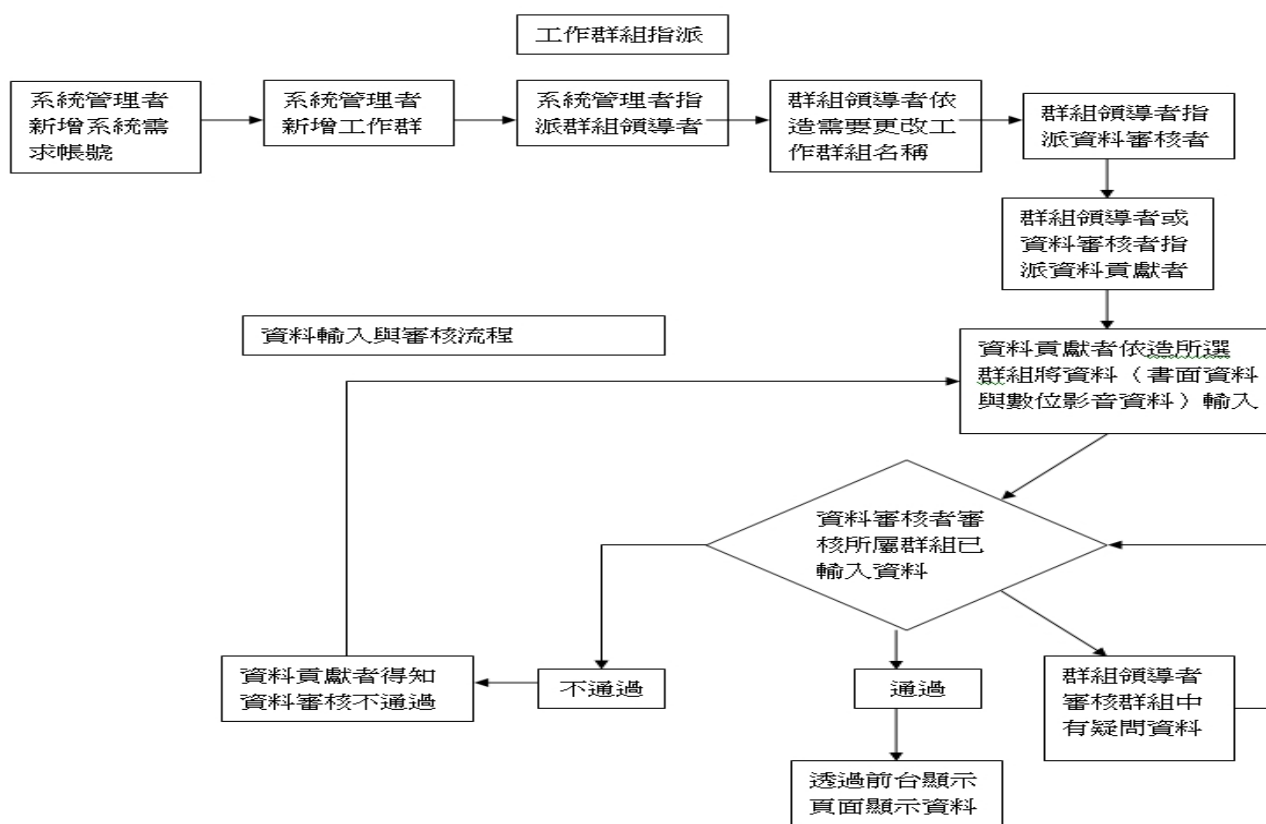 工作群組指派
系統管理者
新增系統需
求帳號
系統管理者
新增工作群
系統管理者指
派群組領導者
群組領導者依
造需要更改工
作群組名稱
群組領導者指
派資料審核者
群組領導者或
資料審核者指
派資料貢獻者
資料輸入與審核流程
資料貢獻者依造所選
群組將資料（書面資料
與數位影音資料）輸入
資料審核者審
核所屬群組已
輸入資料
資料貢獻者得知
資料審核不通過
不通過
通過
群組領導者
審核群組中
有疑問資料
透過前台顯示
頁面顯示資料